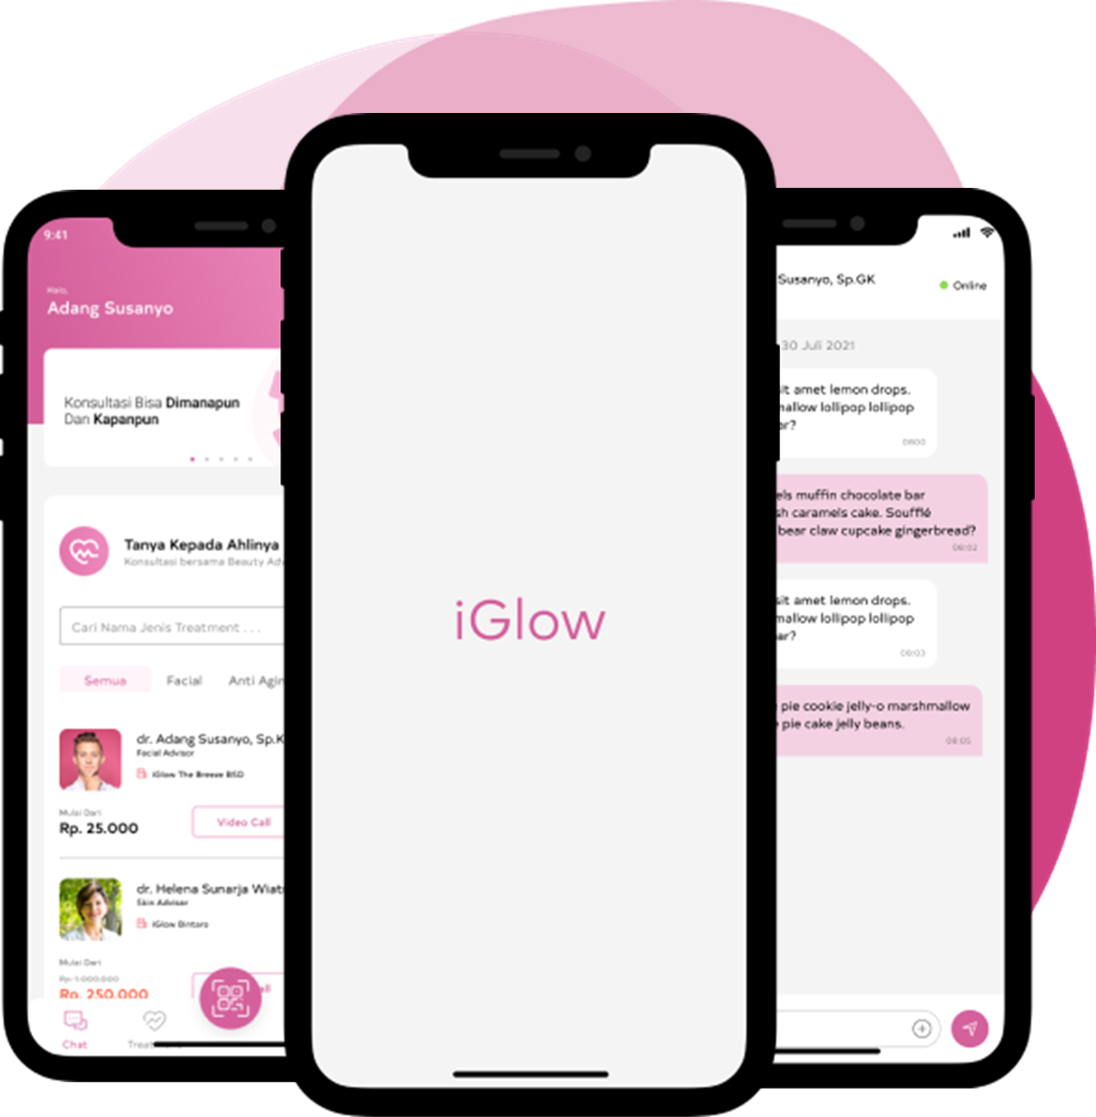 9:41
Halo,
Adang Susanyo
Konsultasi Bisa Dimanapun
Dan Kapanpun
Tanya Kepada Ahlinya
Konsultasi bersama Beauty Adv
Cari Nama Jenis Treatment . . .
Semua Facial Anti Agin
dr. Adang Susanyo, Sp.K
Facial Advisor
iGlow The Breeze BSD
Mulai Dari
Rp. 25.000
Video Call
dr. Helena Sunarja Wiat
Skin Advisor
iGlow Bintaro
Mulai Dari
Rp. 1.000.000
Rp. 250.000
ell
Chat
Treat
iGlow
Susanyo, Sp.GK
Online
30 Juli 2021
sit amet lemon drops.
mallow lollipop lollipop
ar?
08:00
els muffin chocolate bar
sh caramels cake. Soufflé
bear claw cupcake gingerbread?
08:02
sit amet lemon drops.
mallow lollipop lollipop
ar?
08:03
pie cookie jelly-o marshmallow
pie cake jelly beans.
08:05